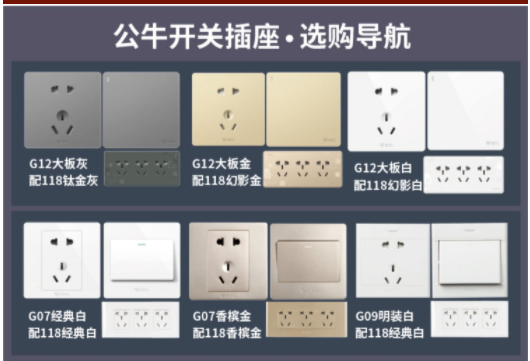 公牛开关插座•选购导航
G12大板灰
配118钛金灰
G12大板金
配118幻影金
G12大板白
配118幻影白
G07经典白
配118经典白
G07香槟金
配118香槟金
G09明装白
配118经典白